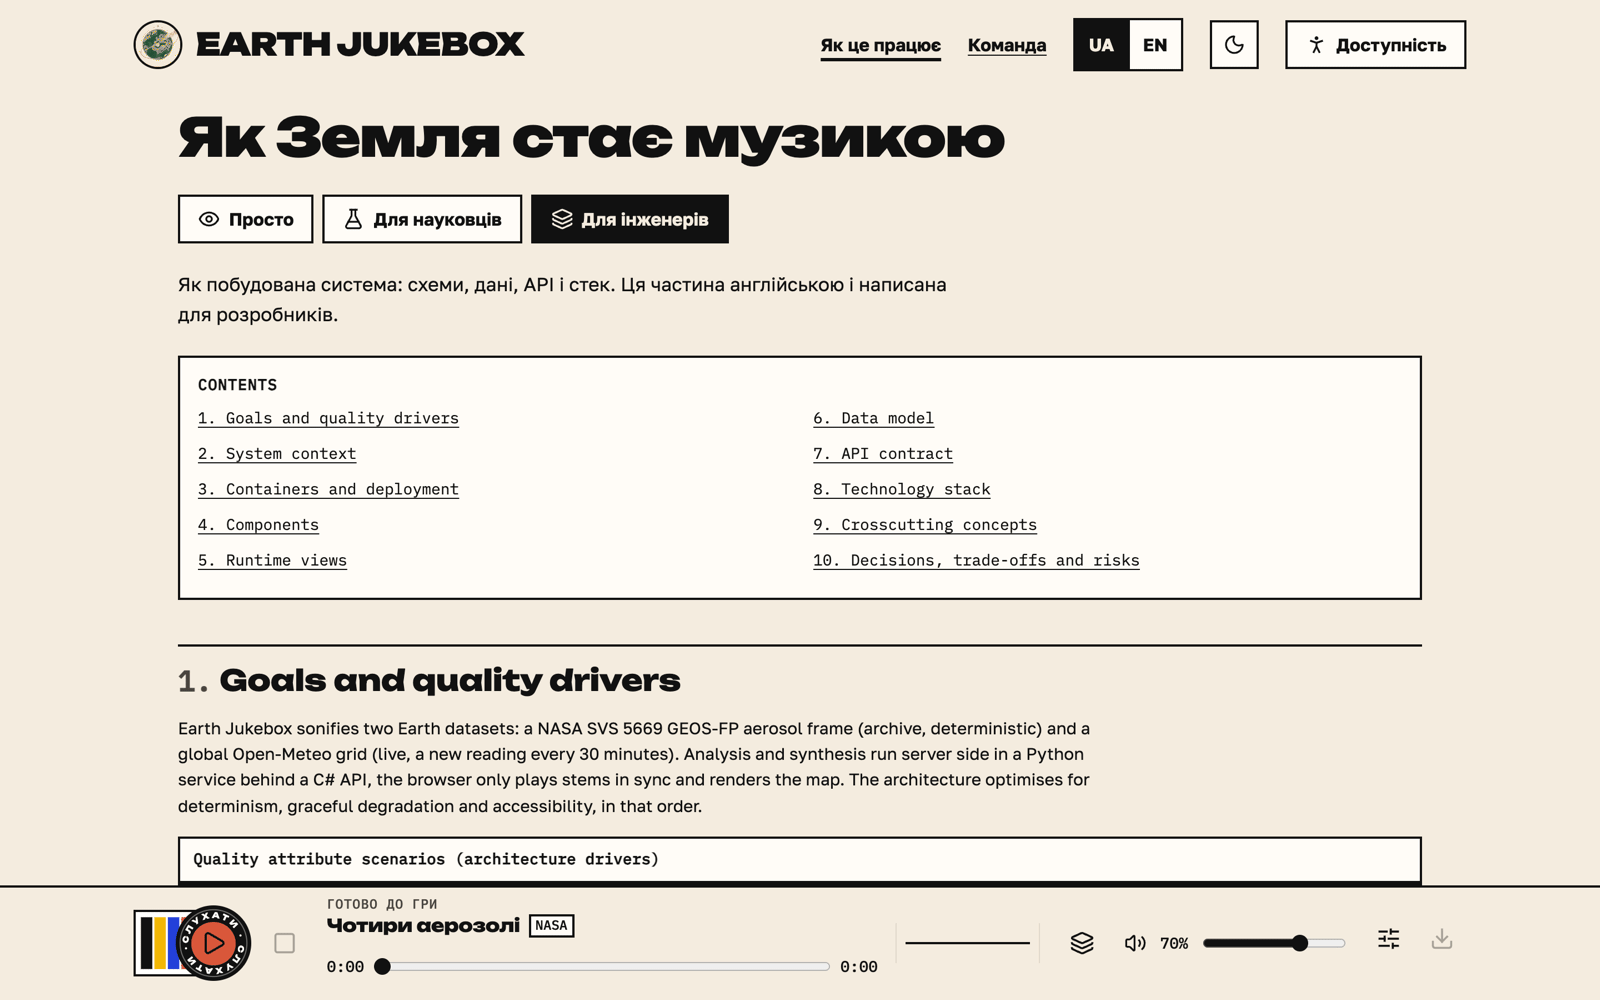 EARTH JUKEBOX
Як це працює
Команда
UA
EN
Доступність
Як Земля стає музикою
Просто
Для науковців
Для інженерів
Як побудована система: схеми, дані, API і стек. Ця частина англійською і написана
для розробників.
CONTENTS
1. Goals and quality drivers
2. System context
3. Containers and deployment
4. Components
5. Runtime views
6. Data model
7. API contract
8. Technology stack
9. Crosscutting concepts
10. Decisions, trade-offs and risks
1. Goals and quality drivers
Earth Jukebox sonifies two Earth datasets: a NASA SVS 5669 GEOS-FP aerosol frame (archive, deterministic) and a
global Open-Meteo grid (live, a new reading every 30 minutes). Analysis and synthesis run server side in a Python
service behind a C# API, the browser only plays stems in sync and renders the map. The architecture optimises for
determinism, graceful degradation and accessibility, in that order.
Quality attribute scenarios (architecture drivers)
СЛУХАТИ · СЛУХАТИ ·
ГОТОВО ДО ГРИ
Чотири аерозолі NASA
0:00
0:00
70%